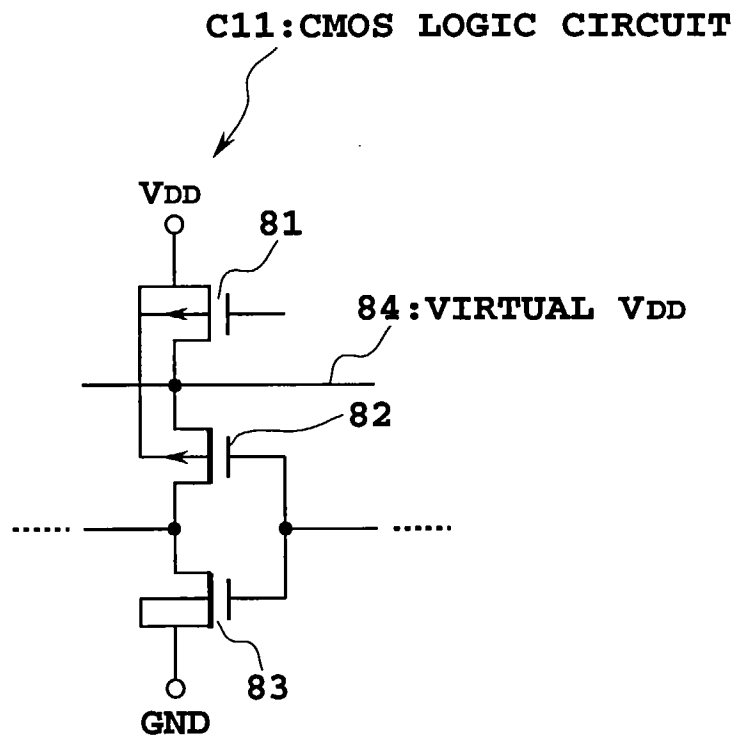 C11:CMOS LOGIC CIRCUIT
VDD
81
84:VIRTUAL VDD
82
83
GND